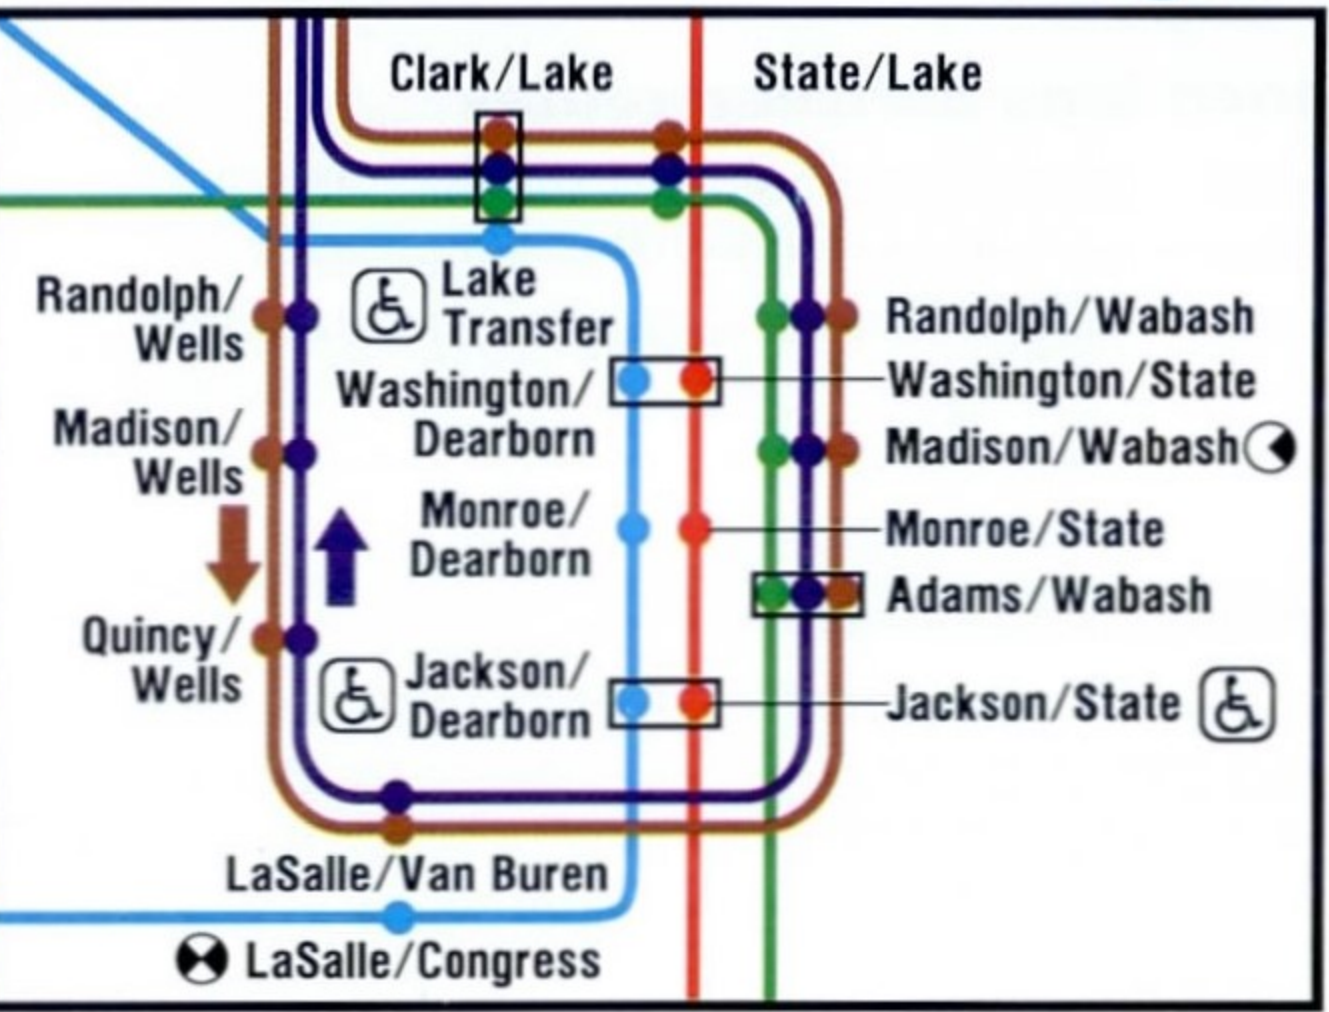 Clark/Lake
State/Lake
Lake
Transfer
Randolph/
Wells
Randolph/Wabash
Washington/
Dearborn
Washington/State
Madison/
Wells
Madison/Wabash
Monroe/
Dearborn
Monroe/State
Adams/Wabash
Quincy/
Wells
Jackson/
Dearborn
Jackson/State
LaSalle/Van Buren
LaSalle/Congress